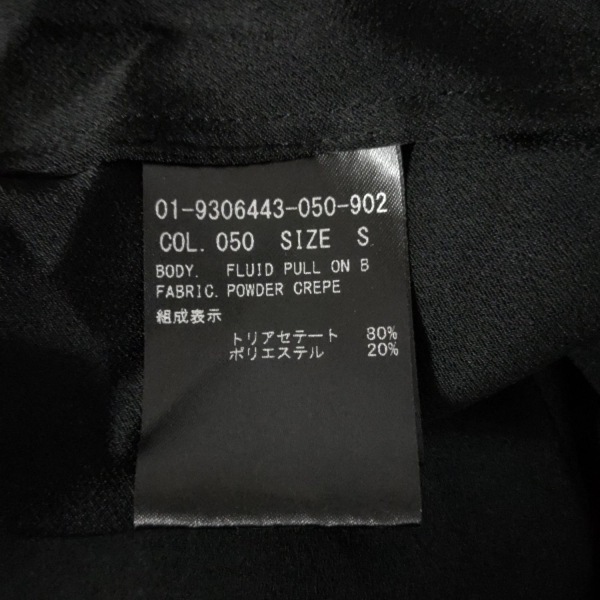 01-9306443-050-902
COL. 050 SIZE S
BODY. FLUID PULL ON B
FABRIC. POWDER CREPE
組成表示
トリアセテート 80%
ポリエステル 20%